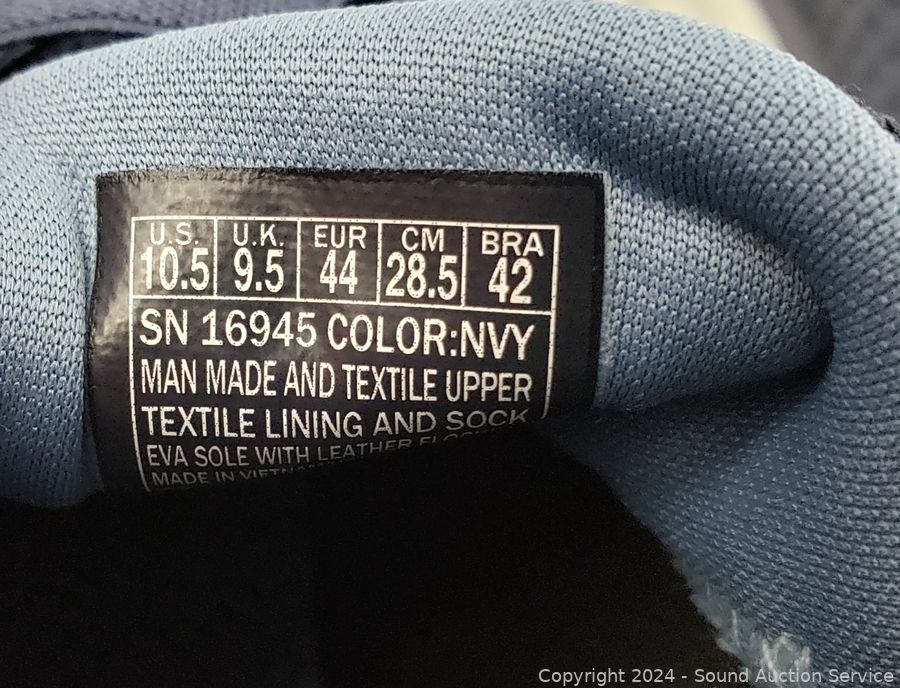 U.S. U.K. EUR CM BRA
10.5 9.5 44 28.5 42
SN 16945 COLOR:NVY
MAN MADE AND TEXTILE UPPER
TEXTILE LINING AND SOCK
EVA SOLE WITH LEATHER
MADE IN VIETNAM
Copyright 2024 - Sound Auction Service